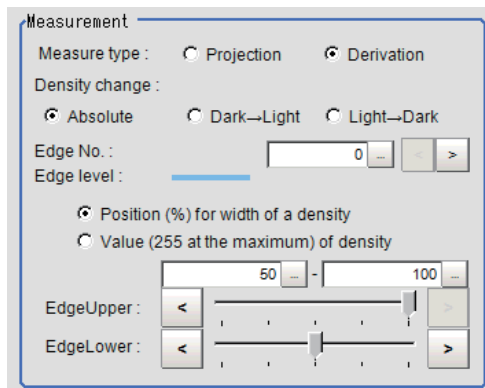 Measurement
Measure type : Projection Derivation
Density change :
Absolute Dark→Light Light→Dark
Edge No. : 0 ... < >
Edge level :
Position (%) for width of a density
Value (255 at the maximum) of density
50 ... - 100 ...
EdgeUpper : < >
EdgeLower : < >